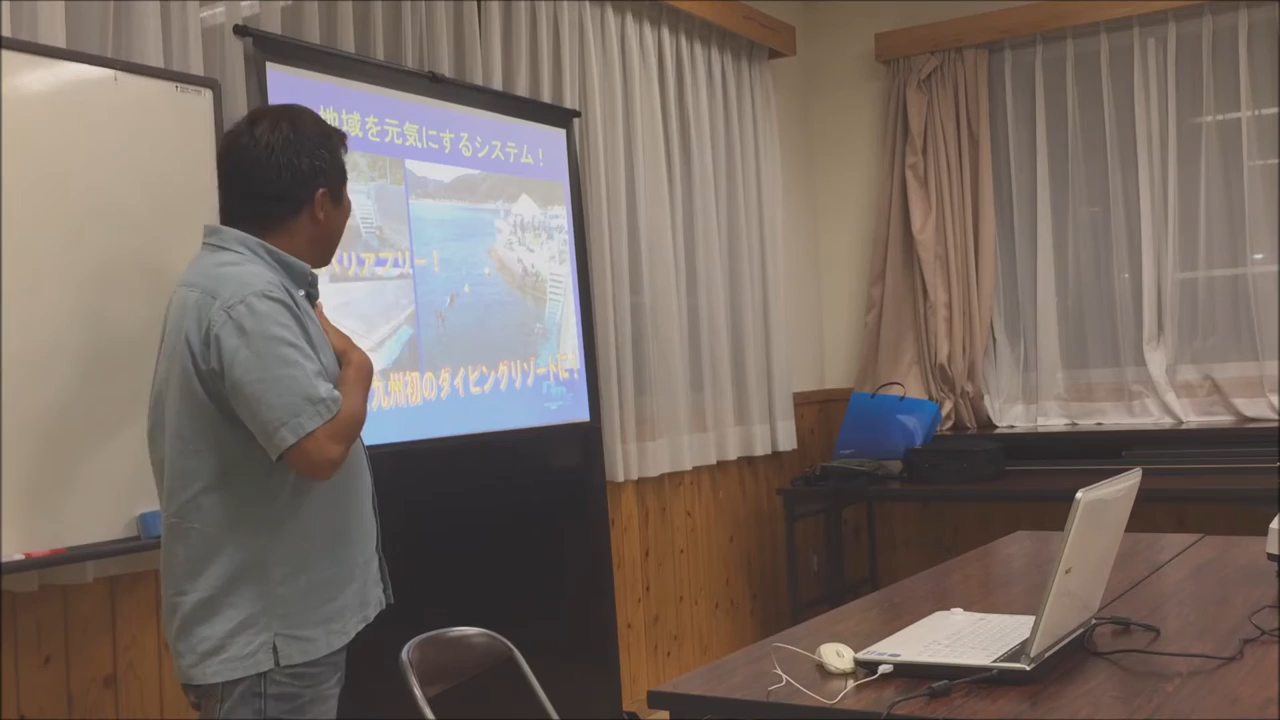 地域を元気にするシステム！
バリアフリー！
九州初のダイビングリゾートに！